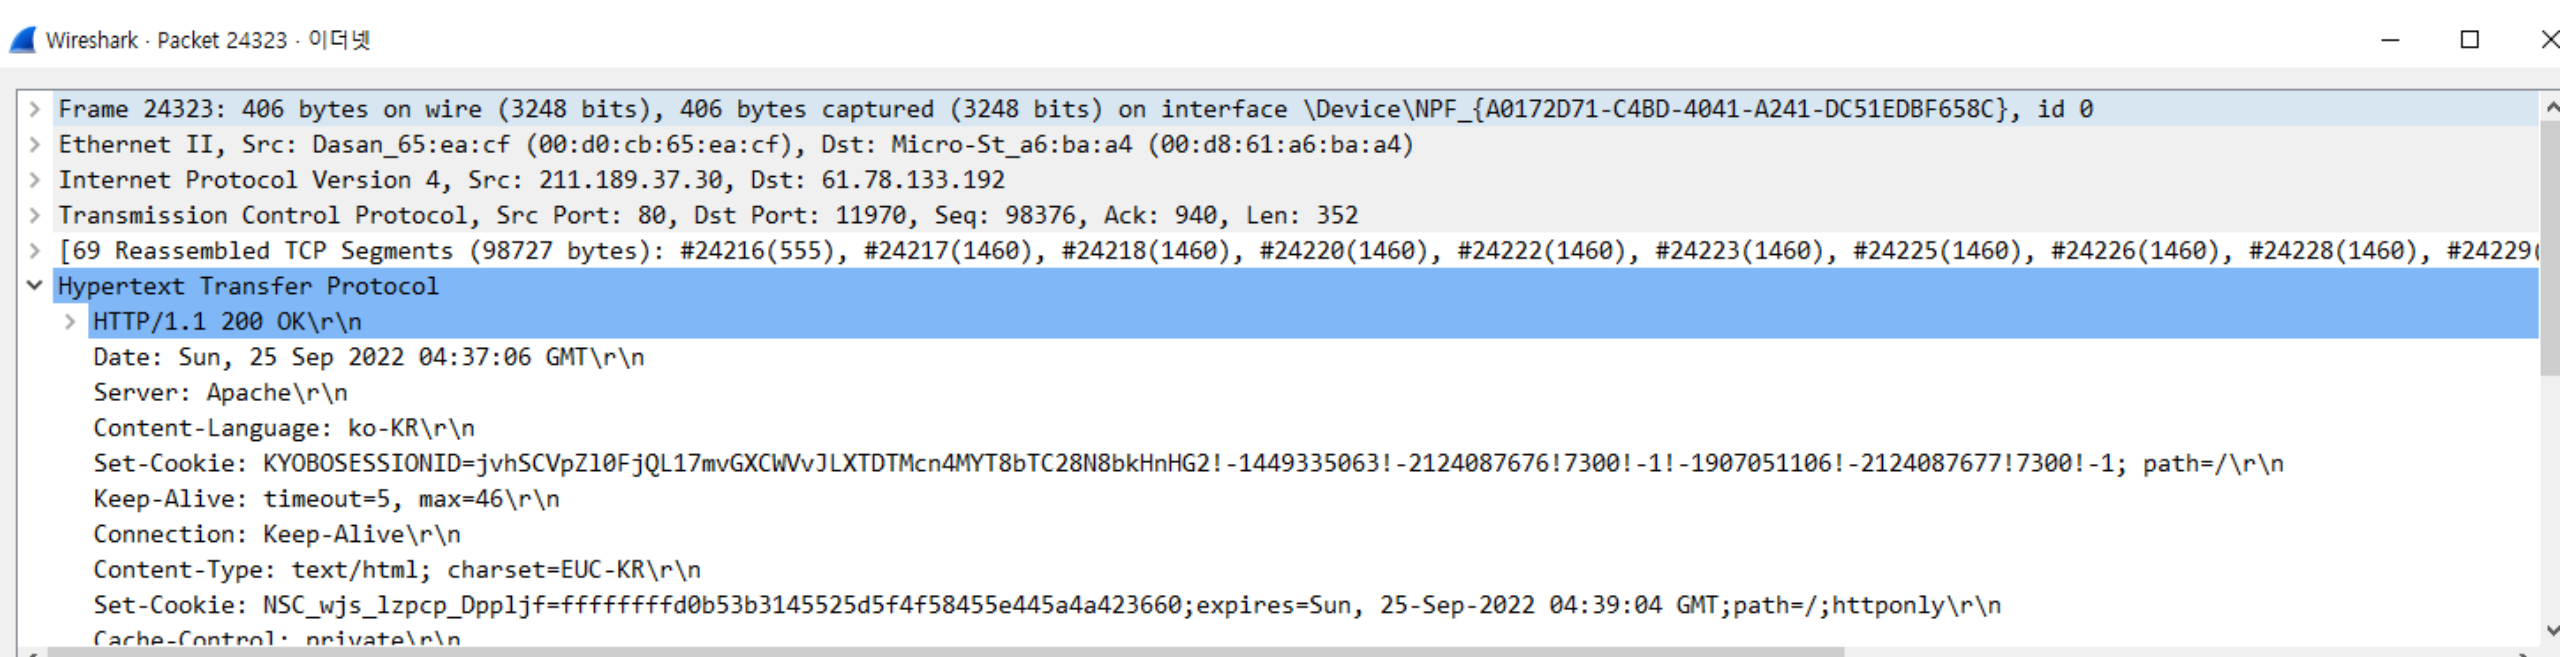 Wireshark · Packet 24323 · 이더넷
Frame 24323: 406 bytes on wire (3248 bits), 406 bytes captured (3248 bits) on interface \Device\NPF_{A0172D71-C4BD-4041-A241-DC51EDBF658C}, id 0
Ethernet II, Src: Dasan_65:ea:cf (00:d0:cb:65:ea:cf), Dst: Micro-St_a6:ba:a4 (00:d8:61:a6:ba:a4)
Internet Protocol Version 4, Src: 211.189.37.30, Dst: 61.78.133.192
Transmission Control Protocol, Src Port: 80, Dst Port: 11970, Seq: 98376, Ack: 940, Len: 352
[69 Reassembled TCP Segments (98727 bytes): #24216(555), #24217(1460), #24218(1460), #24220(1460), #24222(1460), #24223(1460), #24225(1460), #24226(1460), #24228(1460), #24229(
Hypertext Transfer Protocol
HTTP/1.1 200 OK\r\n
Date: Sun, 25 Sep 2022 04:37:06 GMT\r\n
Server: Apache\r\n
Content-Language: ko-KR\r\n
Set-Cookie: KYOBOSESSIONID=jvhSCVpZl0FjQL17mvGXCWVvJLXTDTMcn4MYT8bTC28N8bkHnHG2!-1449335063!-2124087676!7300!-1!-1907051106!-2124087677!7300!-1; path=/\r\n
Keep-Alive: timeout=5, max=46\r\n
Connection: Keep-Alive\r\n
Content-Type: text/html; charset=EUC-KR\r\n
Set-Cookie: NSC_wjs_lzpcp_Dppljf=ffffffffd0b53b3145525d5f4f58455e445a4a423660;expires=Sun, 25-Sep-2022 04:39:04 GMT;path=/;httponly\r\n
Cache-Control: private\r\n